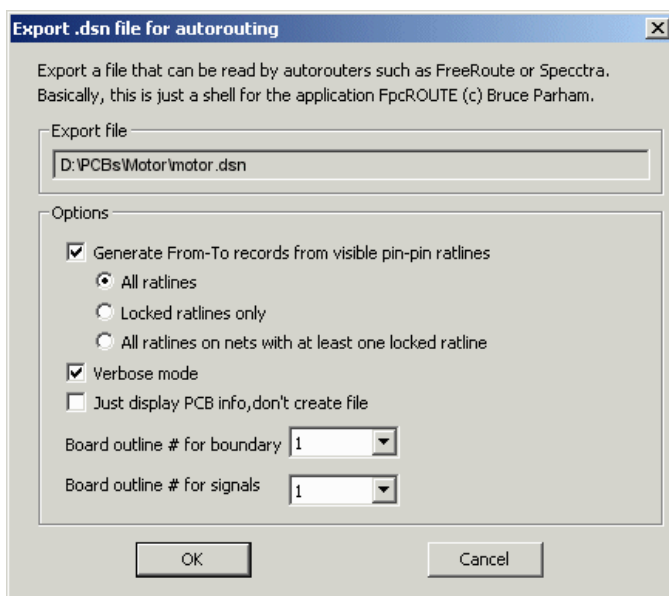 Export .dsn file for autorouting
Export a file that can be read by autorouters such as FreeRoute or Specctra.
Basically, this is just a shell for the application FpcROUTE (c) Bruce Parham.
Export file
D:\PCBs\Motor\motor.dsn
Options
Generate From-To records from visible pin-pin ratlines
All ratlines
Locked ratlines only
All ratlines on nets with at least one locked ratline
Verbose mode
Just display PCB info,don't create file
Board outline # for boundary 1
Board outline # for signals 1
OK Cancel